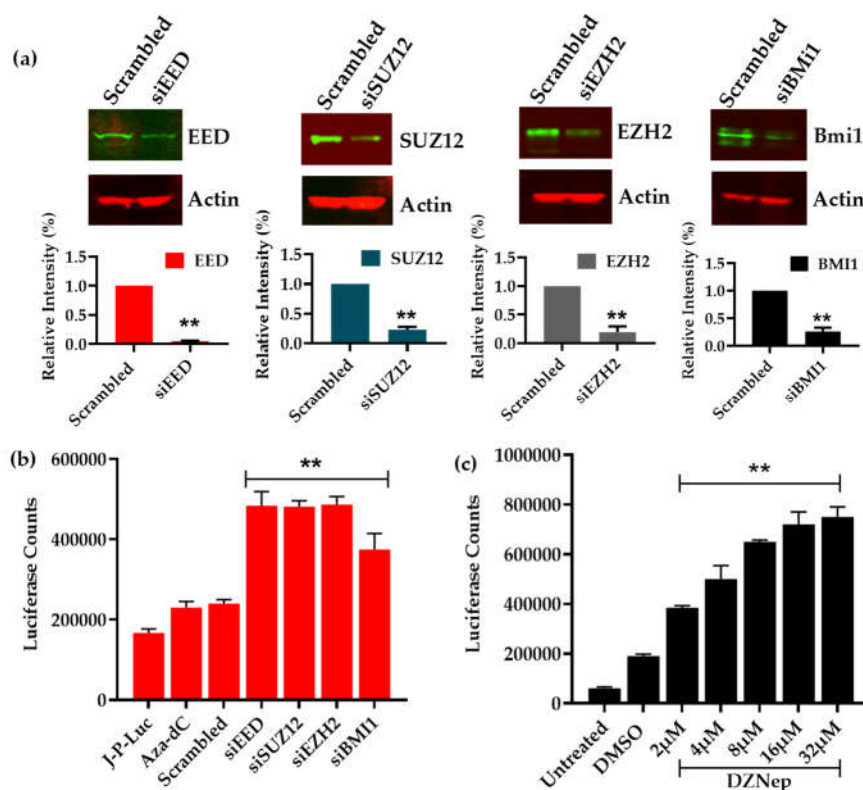 (a)
Scrambled
siEED
EED
Actin
Relative Intensity (%)
1.5
1.0
0.5
0.0
EED
**
Scrambled
siEED
Scrambled
siSUZ12
SUZ12
Actin
Relative Intensity (%)
1.5
1.0
0.5
0.0
SUZ12
**
Scrambled
siSUZ12
Scrambled
siEZH2
EZH2
Actin
Relative Intensity (%)
1.5
1.0
0.5
0.0
EZH2
**
Scrambled
siEZH2
Scrambled
siBMi1
Bmi1
Actin
Relative Intensity (%)
1.5
1.0
0.5
0.0
BMI1
**
Scrambled
siBMI1
(b)
Luciferase Counts
600000
400000
200000
0
**
J-P-Luc
Aza-dC
Scrambled
siEED
siSUZ12
siEZH2
siBMI1
(c)
Luciferase Counts
1000000
800000
600000
400000
200000
0
**
Untreated
DMSO
2μM
4μM
8μM
16μM
32μM
DZNep